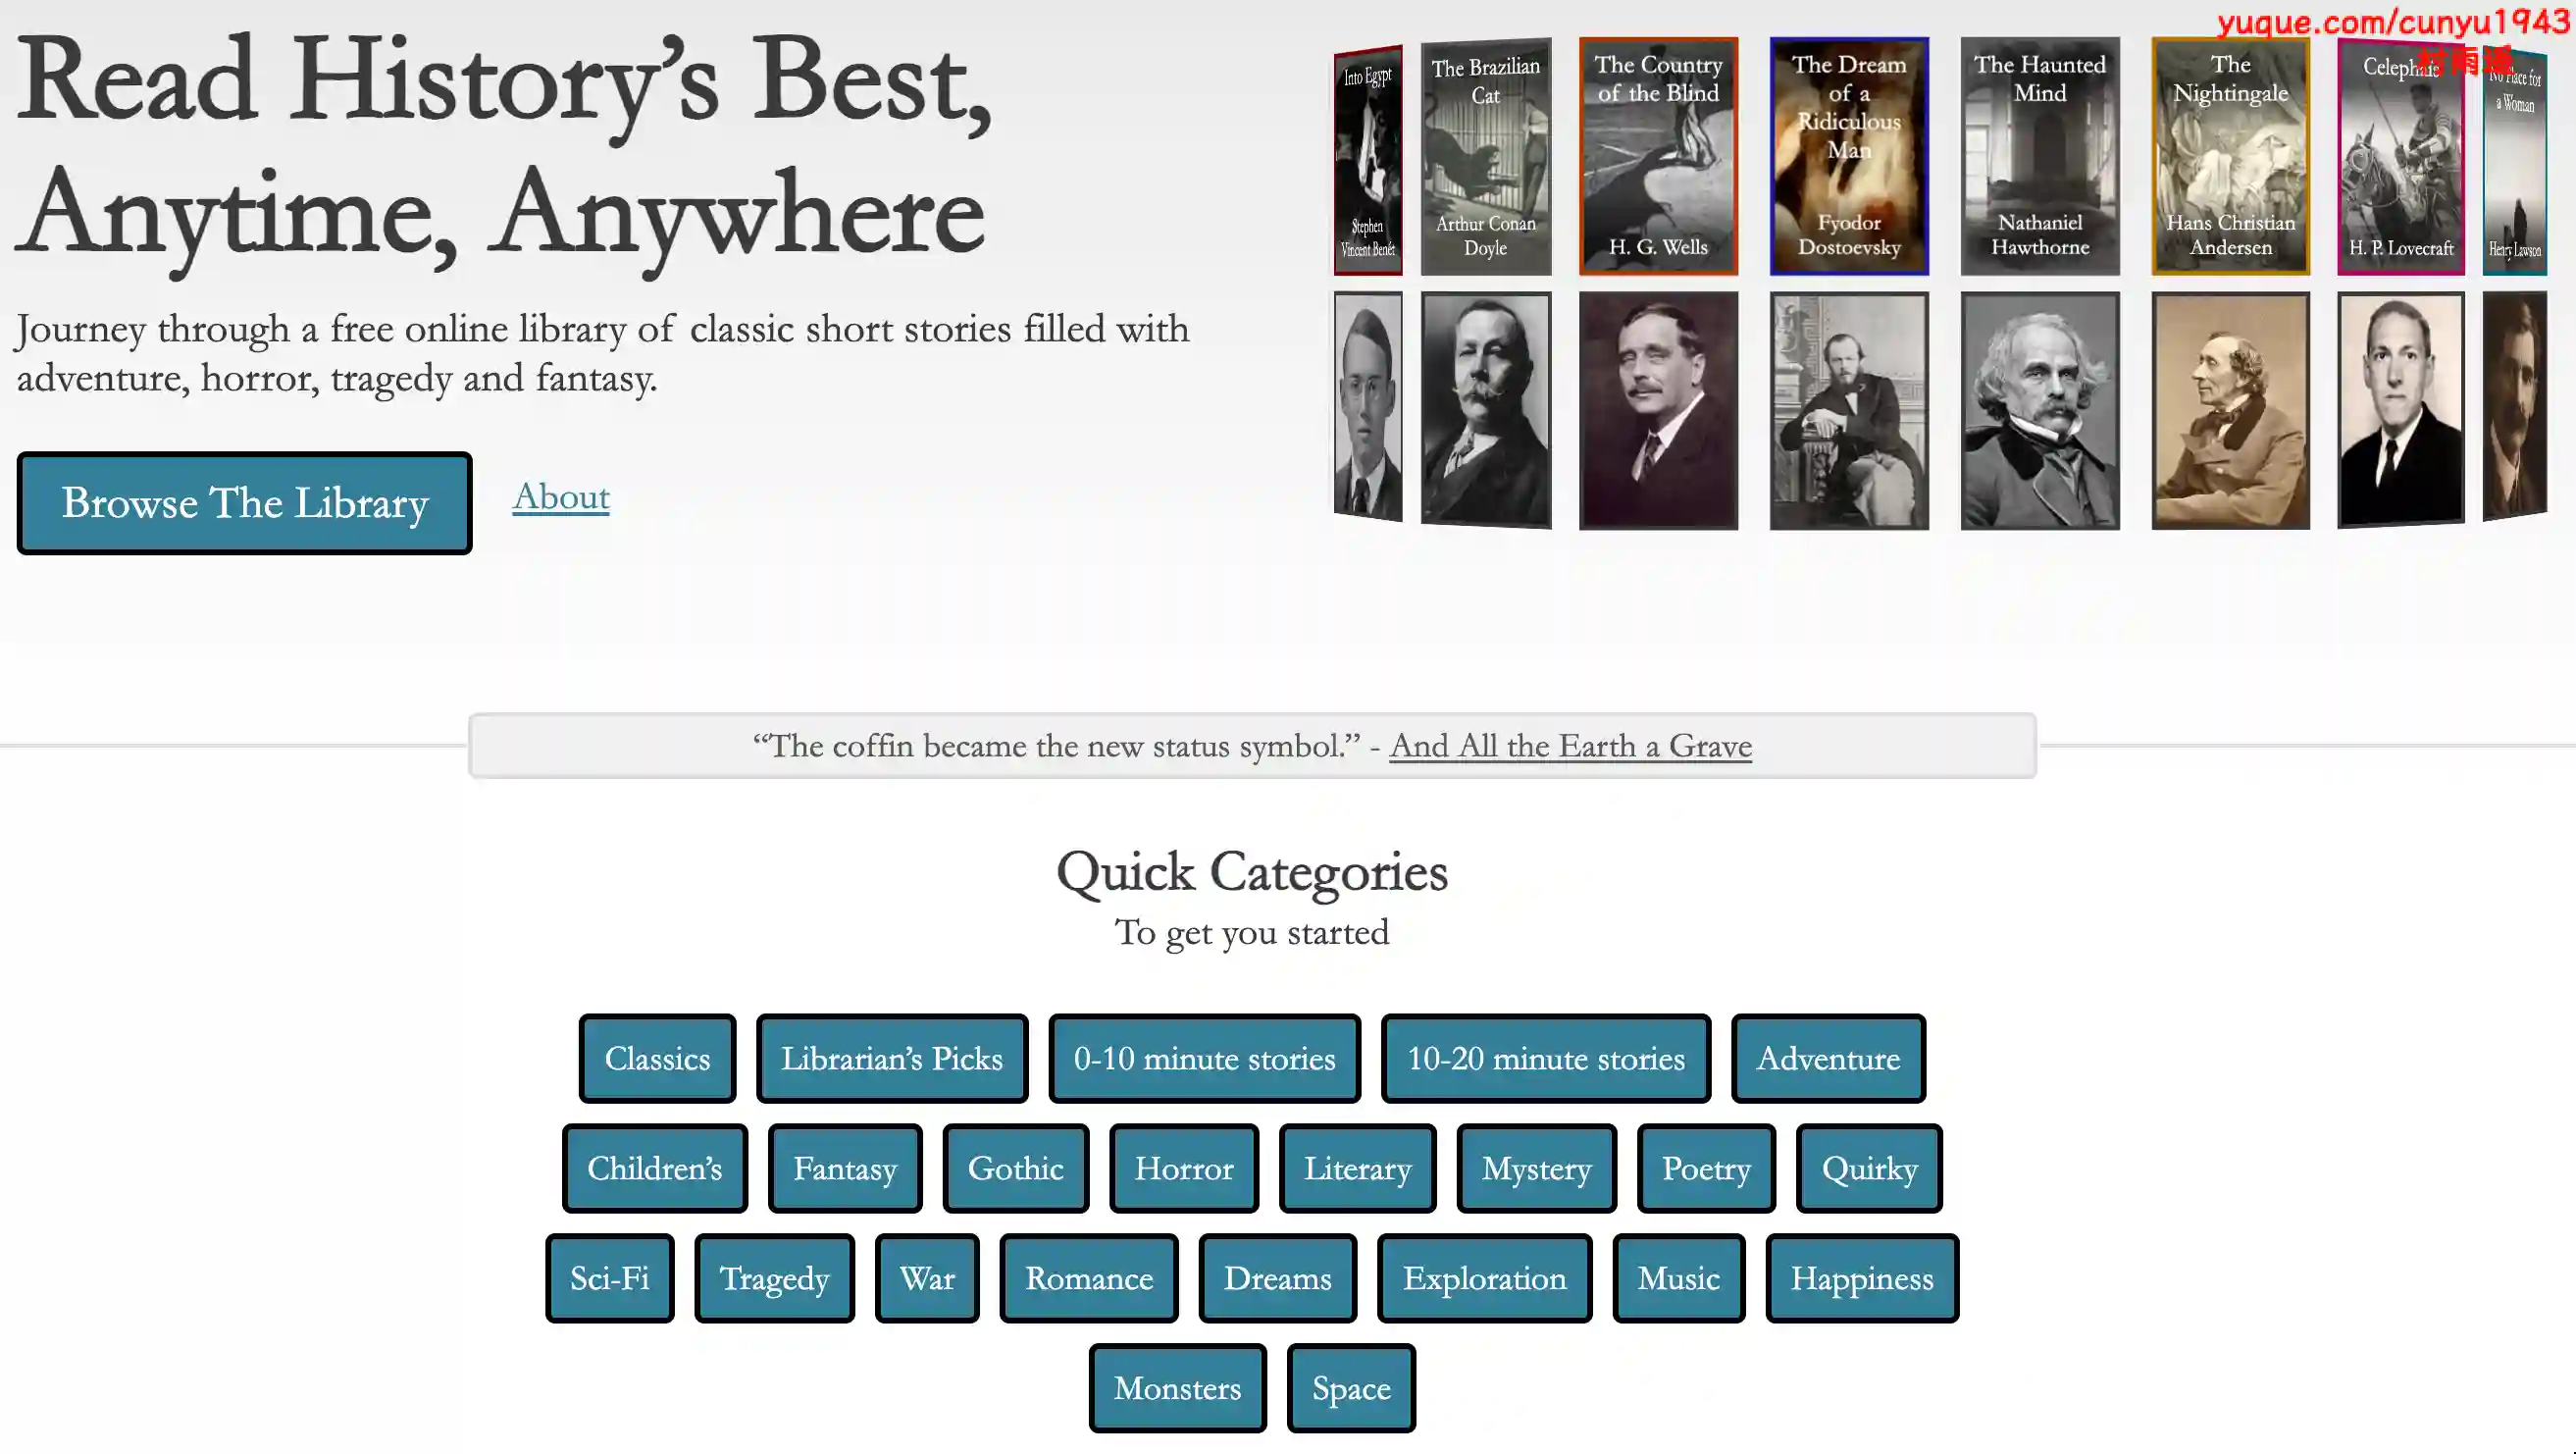 yuque.com/cunyu1943
村雨遥
Read History’s Best,
Anytime, Anywhere
Journey through a free online library of classic short stories filled with
adventure, horror, tragedy and fantasy.
Browse The Library
About
Into Egypt
Stephen
Vincent Benét
The Brazilian
Cat
Arthur Conan
Doyle
The Country
of the Blind
H. G. Wells
The Dream
of a
Ridiculous
Man
Fyodor
Dostoevsky
The Haunted
Mind
Nathaniel
Hawthorne
The
Nightingale
Hans Christian
Andersen
Celephaïs
H. P. Lovecraft
No Place for
a Woman
Henry Lawson
“The coffin became the new status symbol.” - And All the Earth a Grave
Quick Categories
To get you started
Classics
Librarian’s Picks
0-10 minute stories
10-20 minute stories
Adventure
Children’s
Fantasy
Gothic
Horror
Literary
Mystery
Poetry
Quirky
Sci-Fi
Tragedy
War
Romance
Dreams
Exploration
Music
Happiness
Monsters
Space